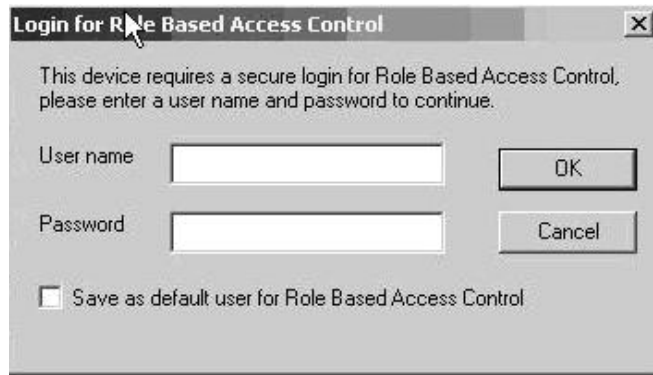 Login for Role Based Access Control
This device requires a secure login for Role Based Access Control,
please enter a user name and password to continue.
User name
OK
Password
Cancel
Save as default user for Role Based Access Control